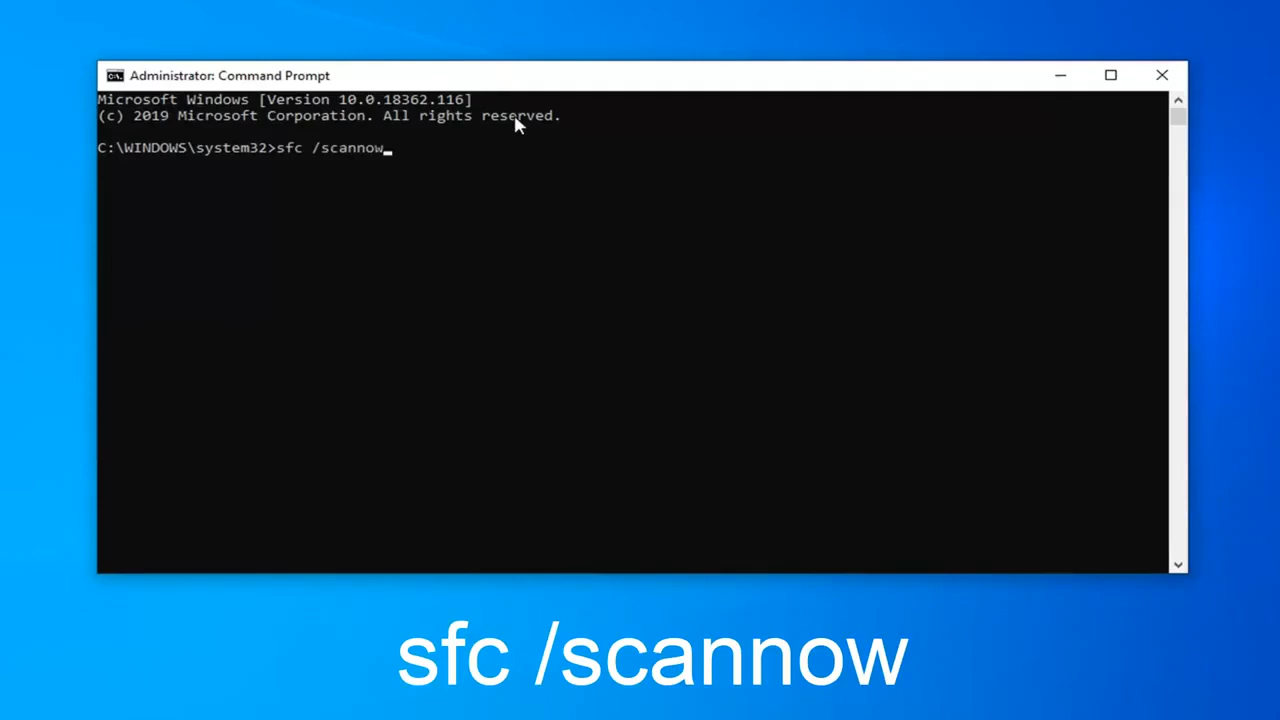 Administrator: Command Prompt
Microsoft Windows [Version 10.0.18362.116]
(c) 2019 Microsoft Corporation. All rights reserved.
C:\WINDOWS\system32>sfc /scannow
sfc /scannow